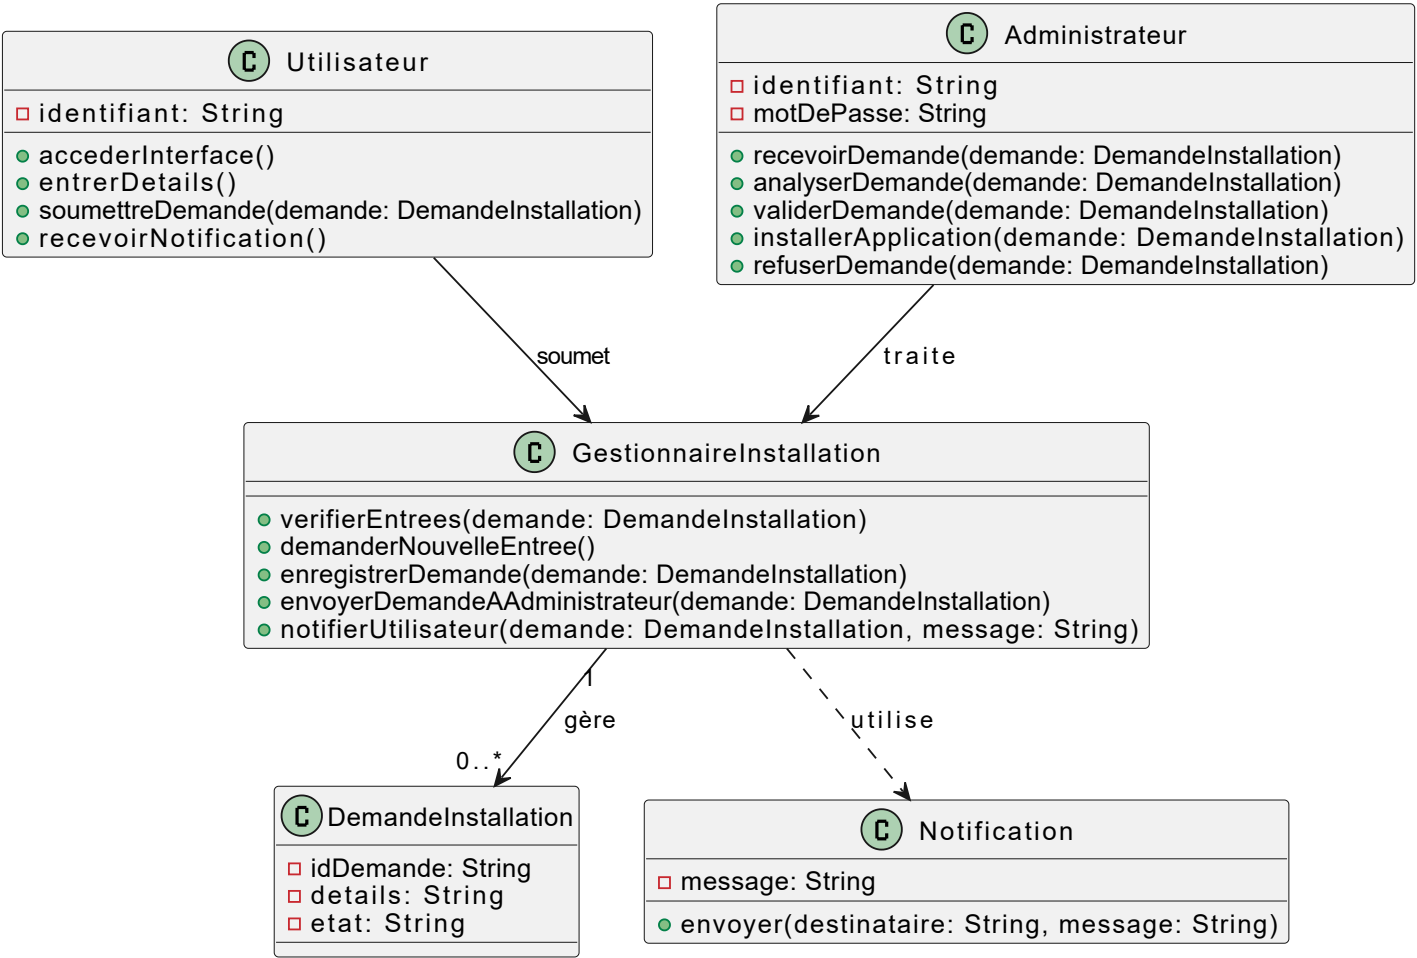 C Utilisateur
identifiant: String
accederInterface()
entrerDetails()
soumettreDemande(demande: DemandeInstallation)
recevoirNotification()
C Administrateur
identifiant: String
motDePasse: String
recevoirDemande(demande: DemandeInstallation)
analyserDemande(demande: DemandeInstallation)
validerDemande(demande: DemandeInstallation)
installerApplication(demande: DemandeInstallation)
refuserDemande(demande: DemandeInstallation)
soumet
traite
C GestionnaireInstallation
verifierEntrees(demande: DemandeInstallation)
demanderNouvelleEntree()
enregistrerDemande(demande: DemandeInstallation)
envoyerDemandeAAdministrateur(demande: DemandeInstallation)
notifierUtilisateur(demande: DemandeInstallation, message: String)
1
gère
0..*
utilise
C DemandeInstallation
idDemande: String
details: String
etat: String
C Notification
message: String
envoyer(destinataire: String, message: String)